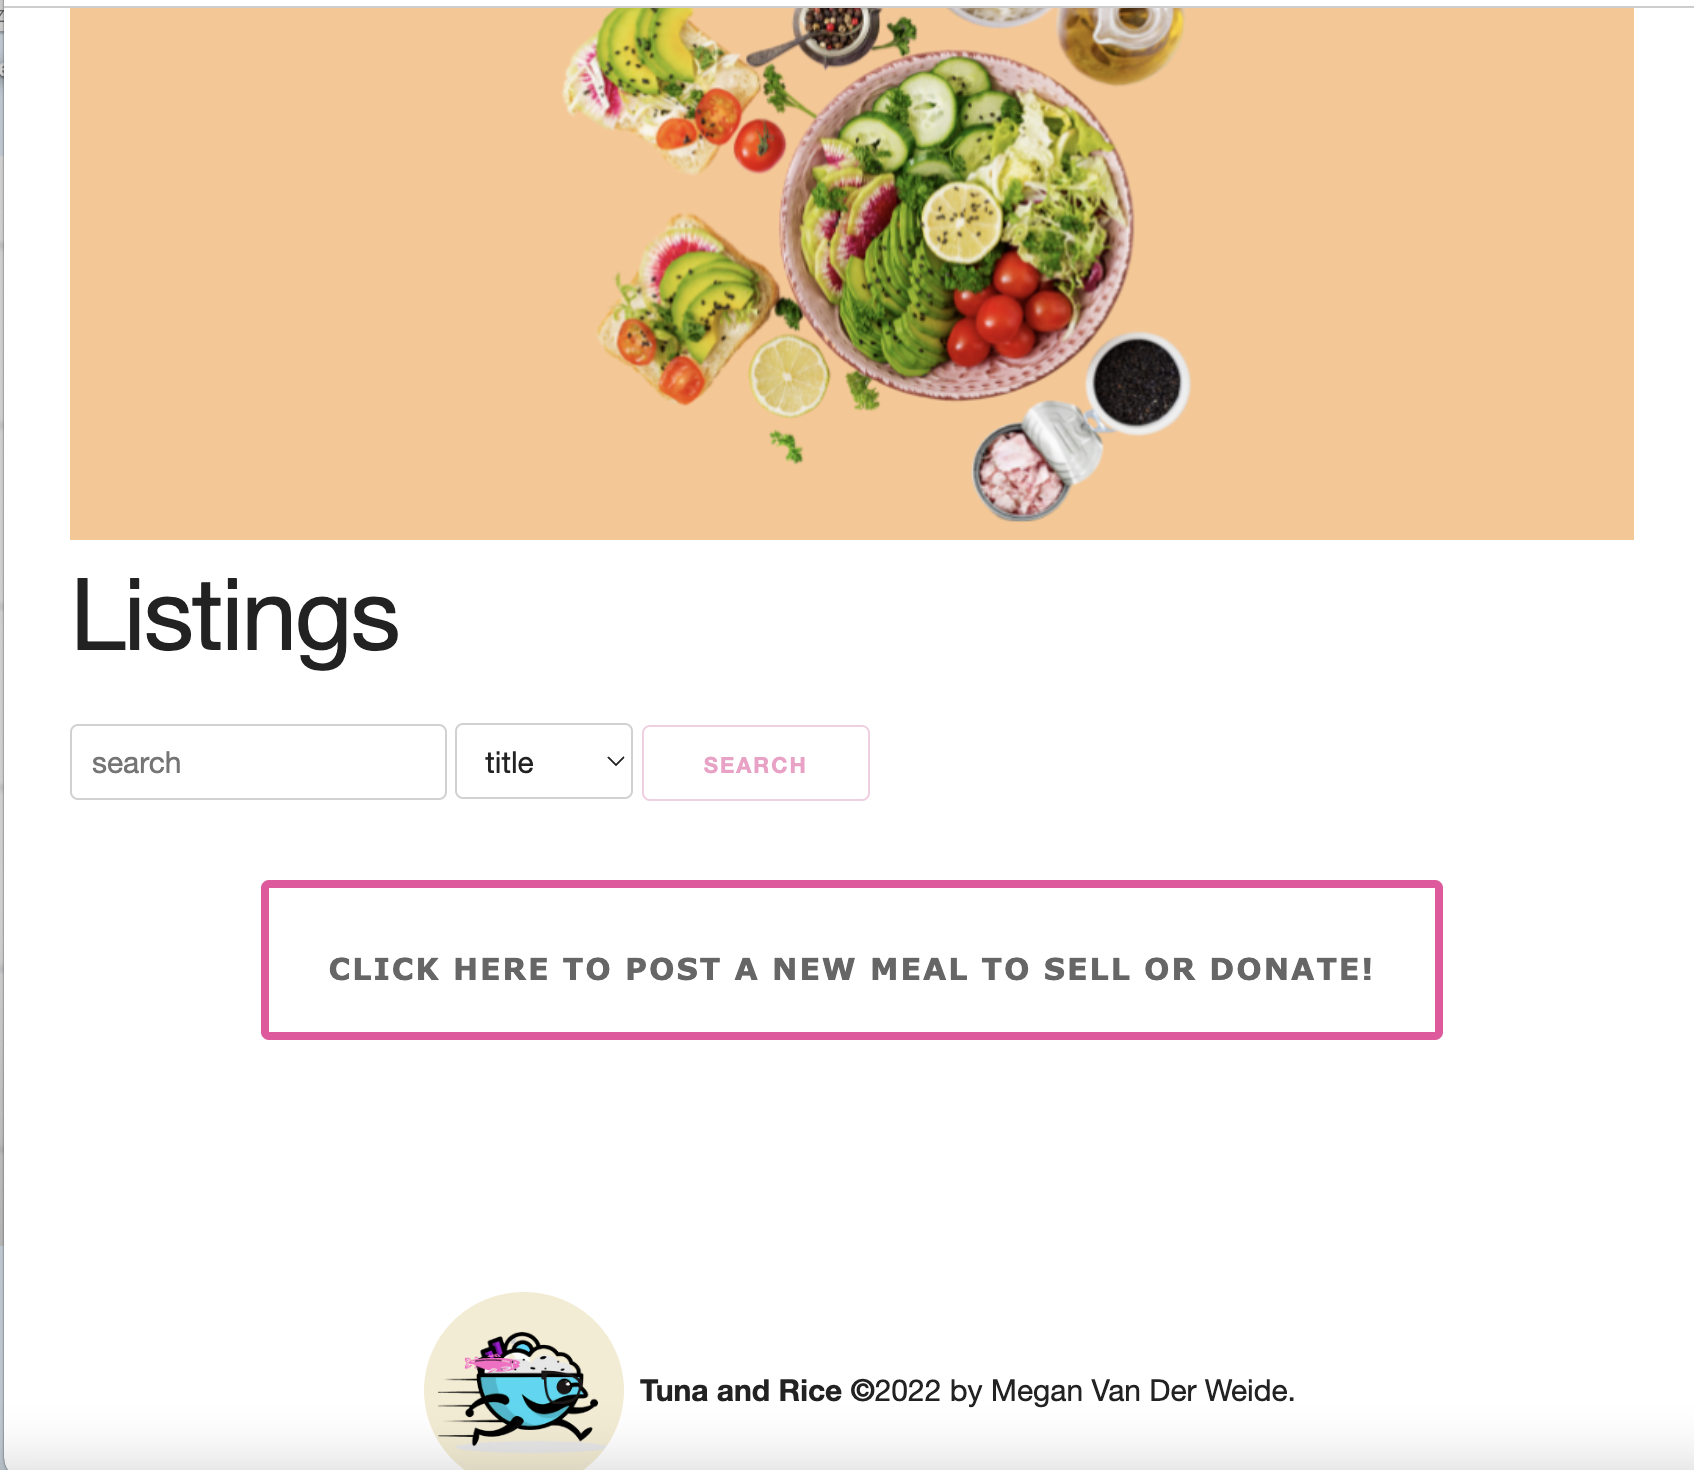 Listings
search
title
SEARCH
CLICK HERE TO POST A NEW MEAL TO SELL OR DONATE!
Tuna and Rice ©2022 by Megan Van Der Weide.